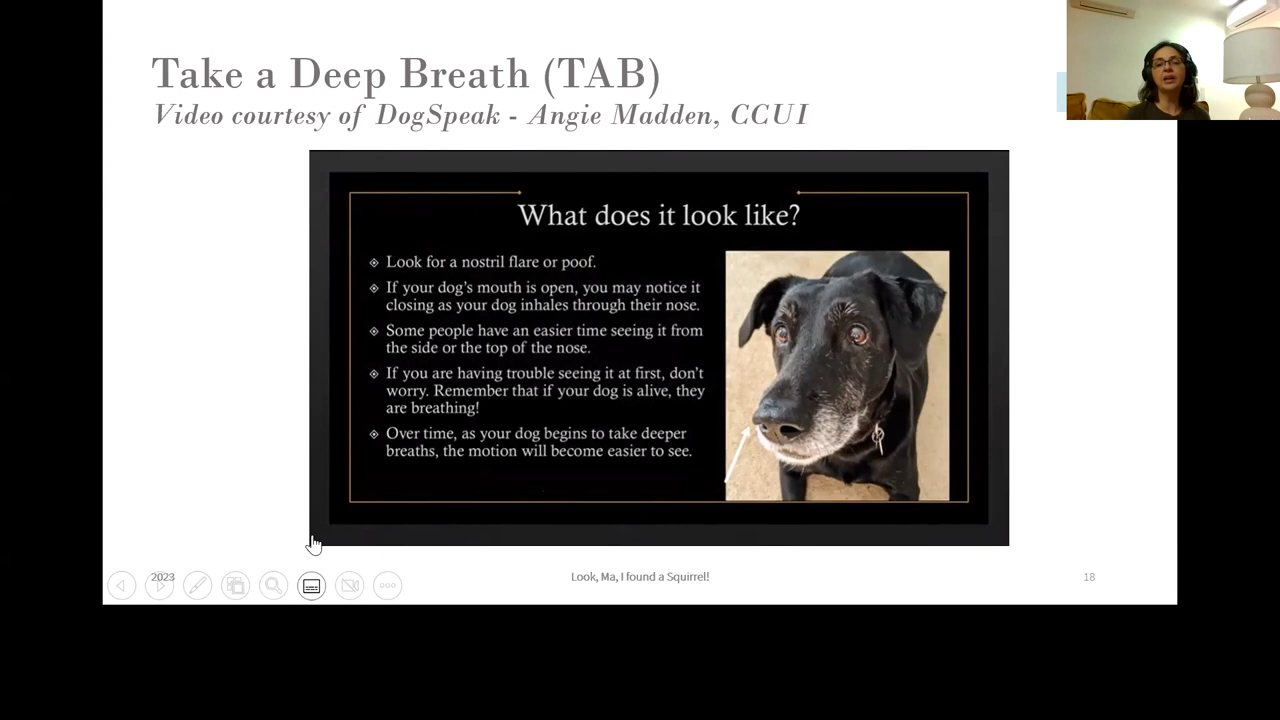 Take a Deep Breath (TAB)
Video courtesy of DogSpeak - Angie Madden, CCUI
What does it look like?
Look for a nostril flare or poof.
If your dog's mouth is open, you may notice it
closing as your dog inhales through their nose.
Some people have an easier time seeing it from
the side or the top of the nose.
If you are having trouble seeing it at first, don't
worry. Remember that if your dog is alive, they
are breathing!
Over time, as your dog begins to take deeper
breaths, the motion will become easier to see.
2023
Look, Ma, I found a Squirrel!
18